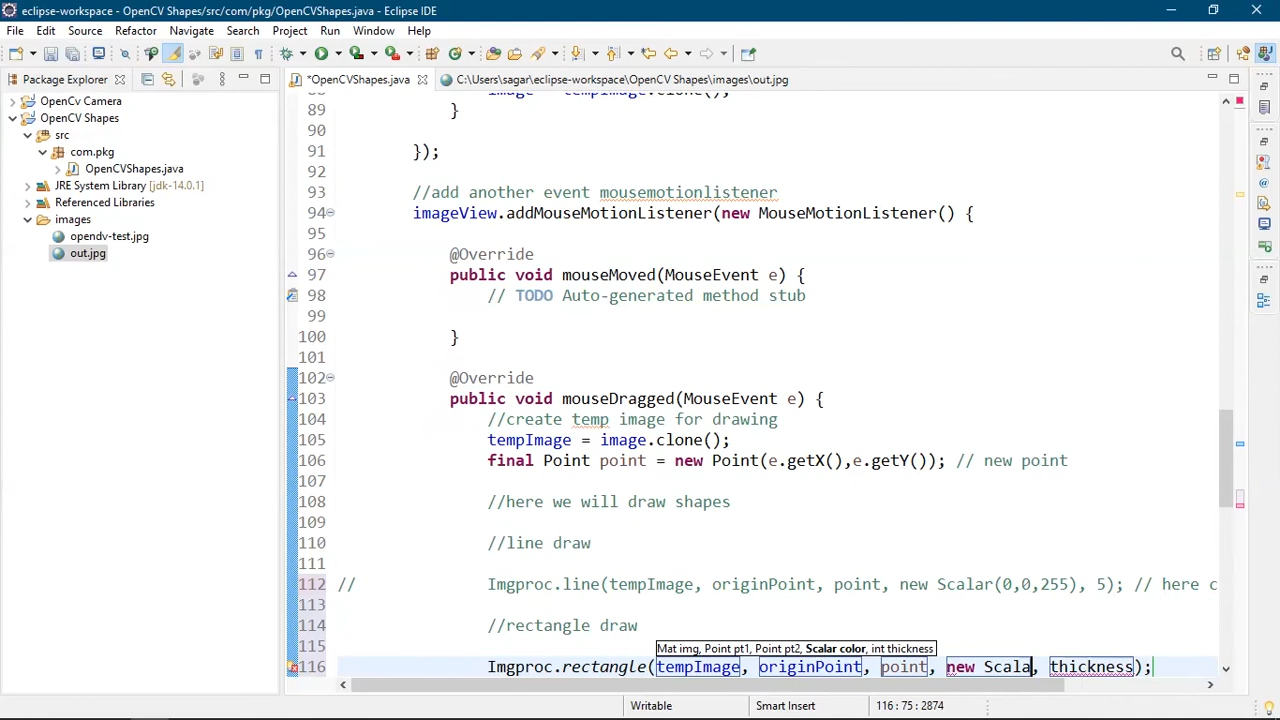 eclipse-workspace - OpenCV Shapes/src/com/pkg/OpenCVShapes.java - Eclipse IDE
File Edit Source Refactor Navigate Search Project Run Window Help
Package Explorer
*OpenCVShapes.java
C:\Users\sagar\eclipse-workspace\OpenCV Shapes\images\out.jpg
OpenCv Camera
OpenCV Shapes
src
com.pkg
OpenCVShapes.java
JRE System Library [jdk-14.0.1]
Referenced Libraries
images
opendv-test.jpg
out.jpg
88 image = tempImage.clone();
89 }
90
91 });
92
93 //add another event mousemotionlistener
94 imageView.addMouseMotionListener(new MouseMotionListener() {
95
96 @Override
97 public void mouseMoved(MouseEvent e) {
98 // TODO Auto-generated method stub
99
100 }
101
102 @Override
103 public void mouseDragged(MouseEvent e) {
104 //create temp image for drawing
105 tempImage = image.clone();
106 final Point point = new Point(e.getX(),e.getY()); // new point
107
108 //here we will draw shapes
109
110 //line draw
111
112 // Imgproc.line(tempImage, originPoint, point, new Scalar(0,0,255), 5); // here c
113
114 //rectangle draw
115
Mat img, Point pt1, Point pt2, Scalar color, int thickness
116 Imgproc.rectangle(tempImage, originPoint, point, new Scala, thickness);
Writable Smart Insert 116 : 75 : 2874